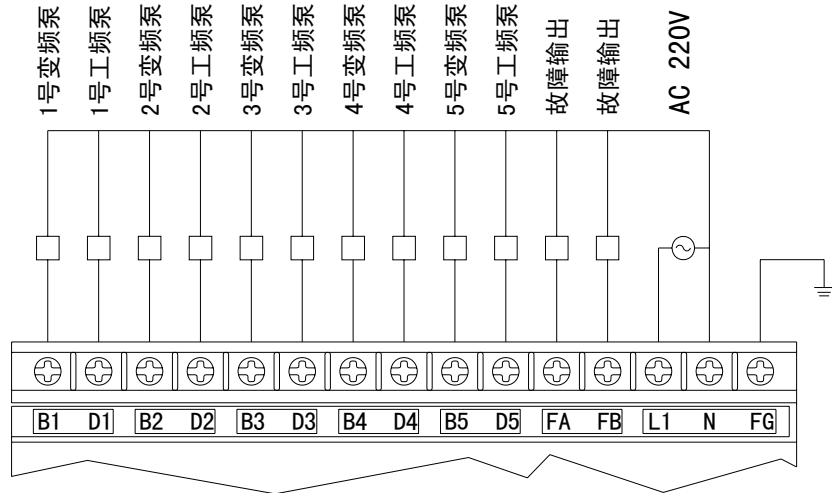 1号变频泵
1号工频泵
2号变频泵
2号工频泵
3号变频泵
3号工频泵
4号变频泵
4号工频泵
5号变频泵
5号工频泵
故障输出
故障输出
AC 220V
B1 D1 B2 D2 B3 D3 B4 D4 B5 D5 FA FB L1 N FG